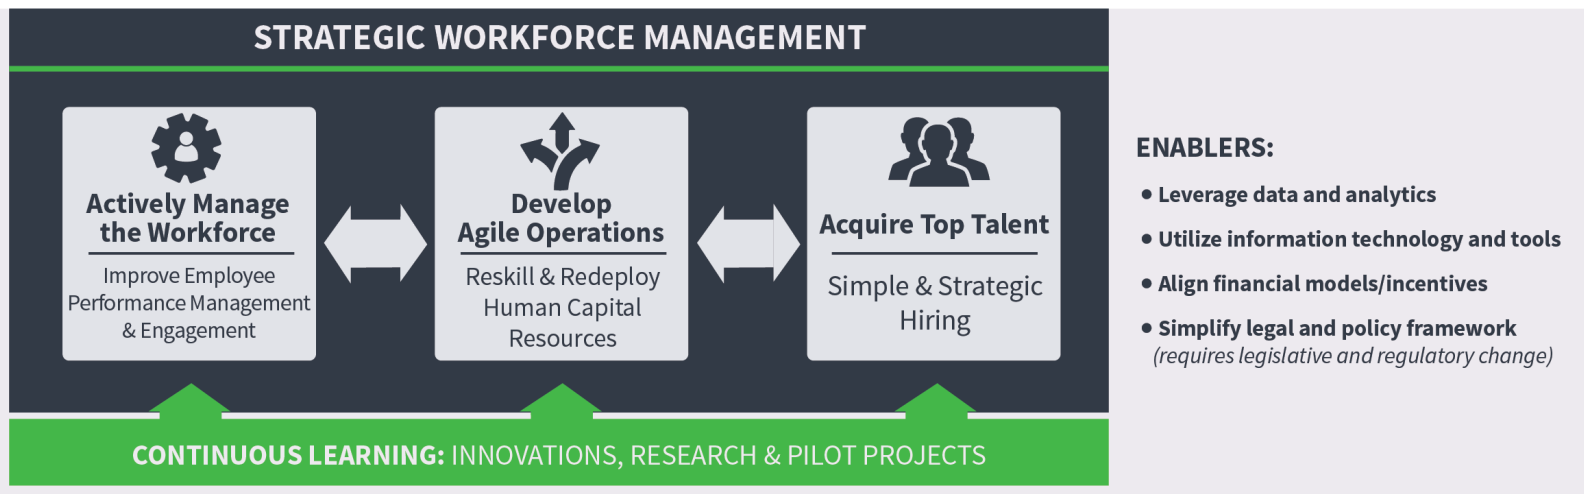 STRATEGIC WORKFORCE MANAGEMENT
Actively Manage
the Workforce
Improve Employee
Performance Management
& Engagement
Develop
Agile Operations
Reskill & Redeploy
Human Capital
Resources
Acquire Top Talent
Simple & Strategic
Hiring
CONTINUOUS LEARNING: INNOVATIONS, RESEARCH & PILOT PROJECTS
ENABLERS:
• Leverage data and analytics
• Utilize information technology and tools
• Align financial models/incentives
• Simplify legal and policy framework
(requires legislative and regulatory change)